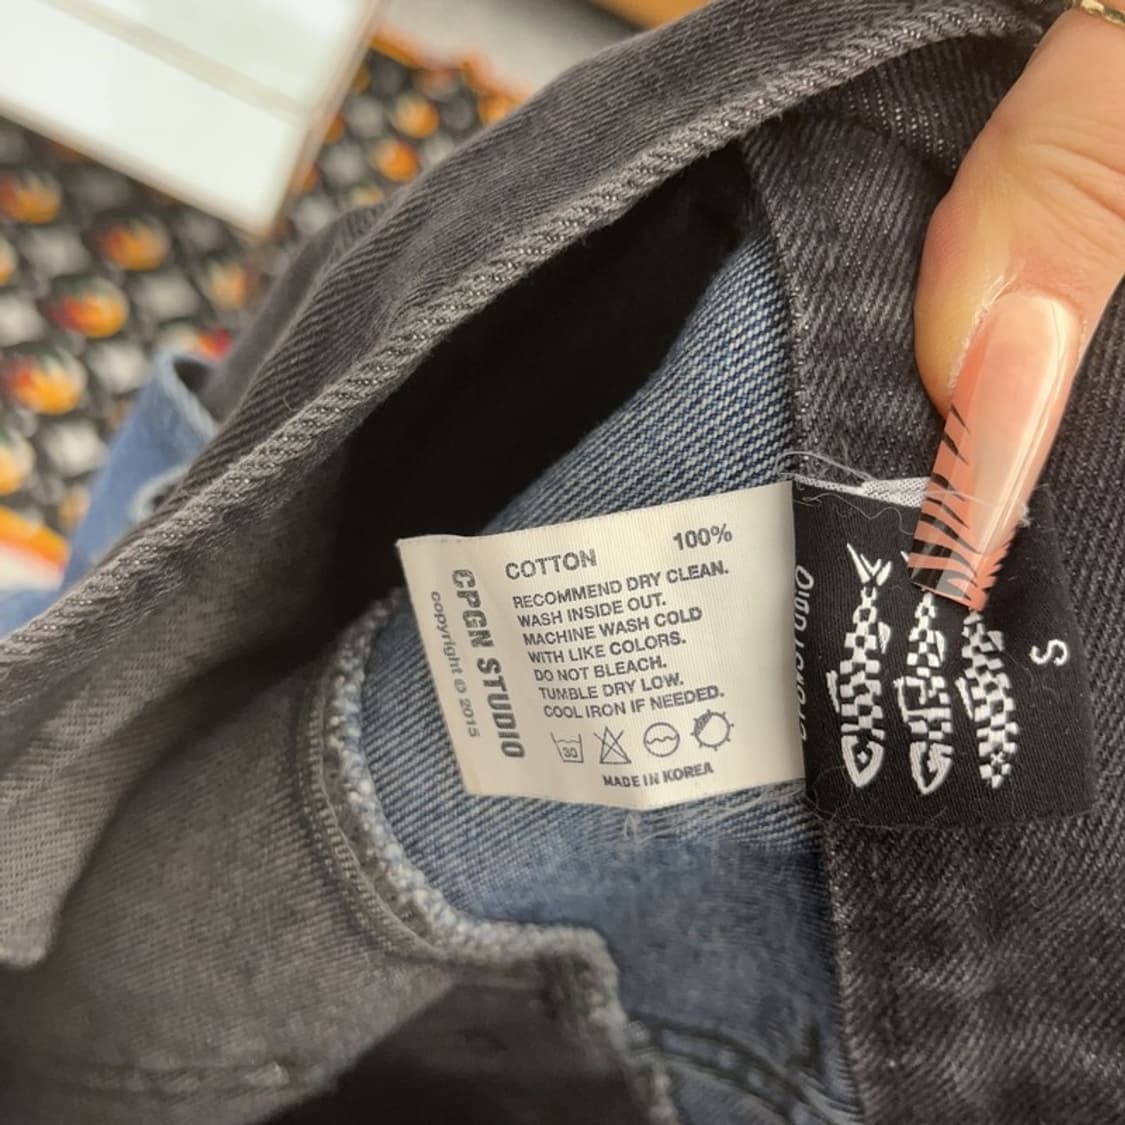 COTTON 100%
RECOMMEND DRY CLEAN.
WASH INSIDE OUT.
MACHINE WASH COLD
WITH LIKE COLORS.
DO NOT BLEACH.
TUMBLE DRY LOW.
COOL IRON IF NEEDED.
30
MADE IN KOREA
CPGN STUDIO
copyright © 2015
S